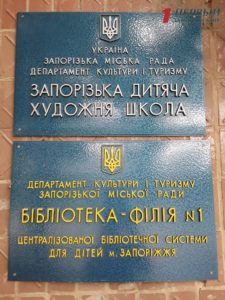 УКРАЇНА
ЗАПОРІЗЬКА МІСЬКА РАДА
ДЕПАРТАМЕНТ КУЛЬТУРИ І ТУРИЗМУ
ЗАПОРІЗЬКА ДИТЯЧА
ХУДОЖНЯ ШКОЛА
ДЕПАРТАМЕНТ КУЛЬТУРИ І ТУРИЗМУ
ЗАПОРІЗЬКОЇ МІСЬКОЇ РАДИ
БІБЛІОТЕКА-ФІЛІЯ №1
ЦЕНТРАЛІЗОВАНОЇ БІБЛІОТЕЧНОЇ СИСТЕМИ
ДЛЯ ДІТЕЙ м. ЗАПОРІЖЖЯ